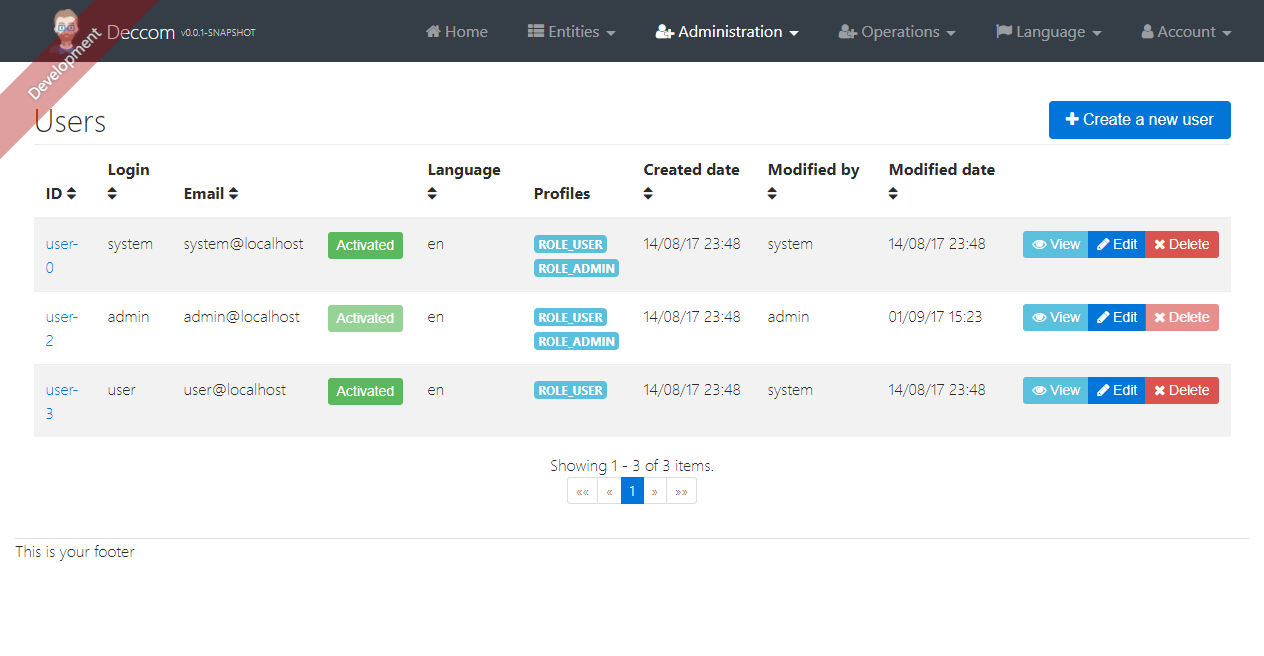 Deccom v0.0.1-SNAPSHOT Home Entities Administration Operations Language Account
Development
Users + Create a new user
ID Login Email Language Profiles Created date Modified by Modified date
user-0 system system@localhost Activated en ROLE_USER ROLE_ADMIN 14/08/17 23:48 system 14/08/17 23:48 View Edit Delete
user-2 admin admin@localhost Activated en ROLE_USER ROLE_ADMIN 14/08/17 23:48 admin 01/09/17 15:23 View Edit Delete
user-3 user user@localhost Activated en ROLE_USER 14/08/17 23:48 system 14/08/17 23:48 View Edit Delete
Showing 1 - 3 of 3 items.
«« « 1 » »»
This is your footer